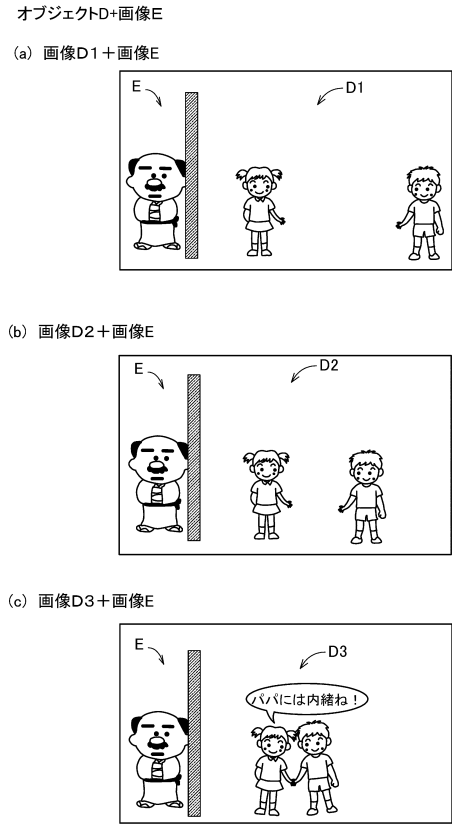 オブジェクトD+画像E
(a) 画像D1＋画像E
E
D1
(b) 画像D2＋画像E
E
D2
(c) 画像D3＋画像E
E
D3
パパには内緒ね！